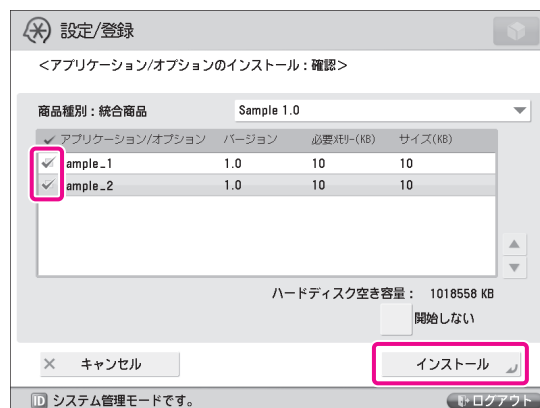 設定/登録
<アプリケーション/オプションのインストール：確認>
商品種別：統合商品 Sample 1.0
アプリケーション/オプション バージョン 必要ﾒﾓﾘｰ(KB) サイズ(KB)
ample_1 1.0 10 10
ample_2 1.0 10 10
ハードディスク空き容量： 1018558 KB
開始しない
キャンセル インストール
ID システム管理モードです。 ログアウト